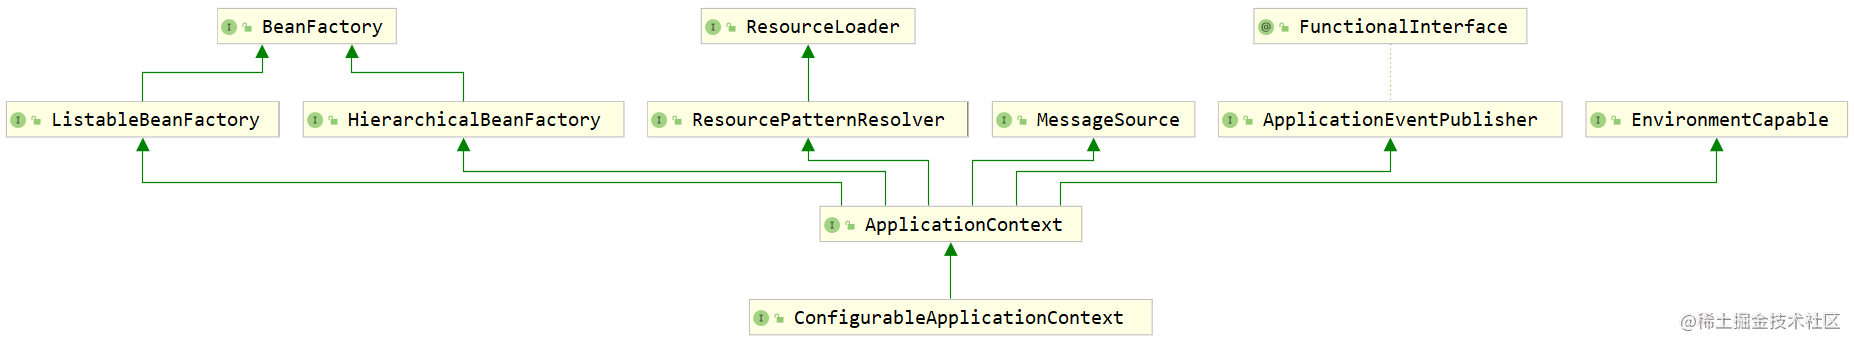 BeanFactory
ResourceLoader
FunctionalInterface
ListableBeanFactory
HierarchicalBeanFactory
ResourcePatternResolver
MessageSource
ApplicationEventPublisher
EnvironmentCapable
ApplicationContext
ConfigurableApplicationContext
@稀土掘金技术社区